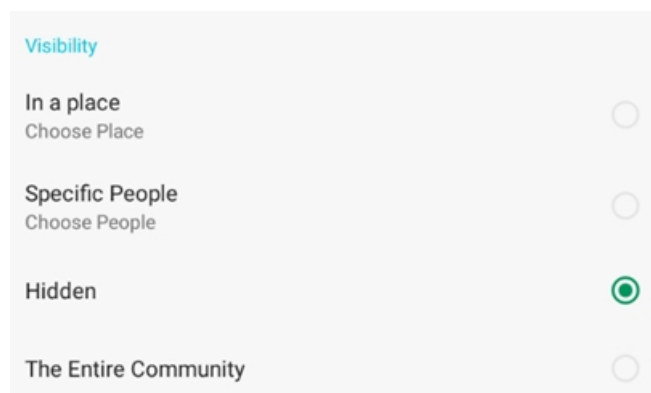 Visibility
In a place
Choose Place
Specific People
Choose People
Hidden
The Entire Community